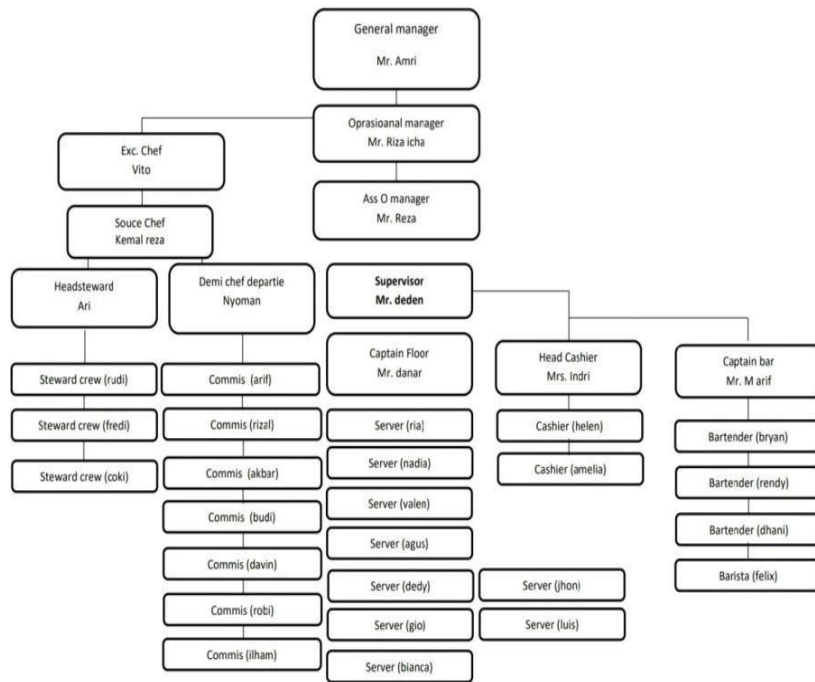 General manager
Mr. Amri
Oprasioanal manager
Mr. Riza icha
Exc. Chef
Vito
Ass O manager
Mr. Reza
Souce Chef
Kemal reza
Headsteward
Ari
Demi chef departie
Nyoman
Supervisor
Mr. deden
Captain Floor
Mr. danar
Head Cashier
Mrs. Indri
Captain bar
Mr. M arif
Steward crew (rudi)
Steward crew (fredi)
Steward crew (coki)
Commis (arif)
Commis (rizal)
Commis (akbar)
Commis (budi)
Commis (davin)
Commis (robi)
Commis (ilham)
Server (ria)
Server (nadia)
Server (valen)
Server (agus)
Server (dedy)
Server (gio)
Server (bianca)
Server (jhon)
Server (luis)
Cashier (helen)
Cashier (amelia)
Bartender (bryan)
Bartender (rendy)
Bartender (dhani)
Barista (felix)